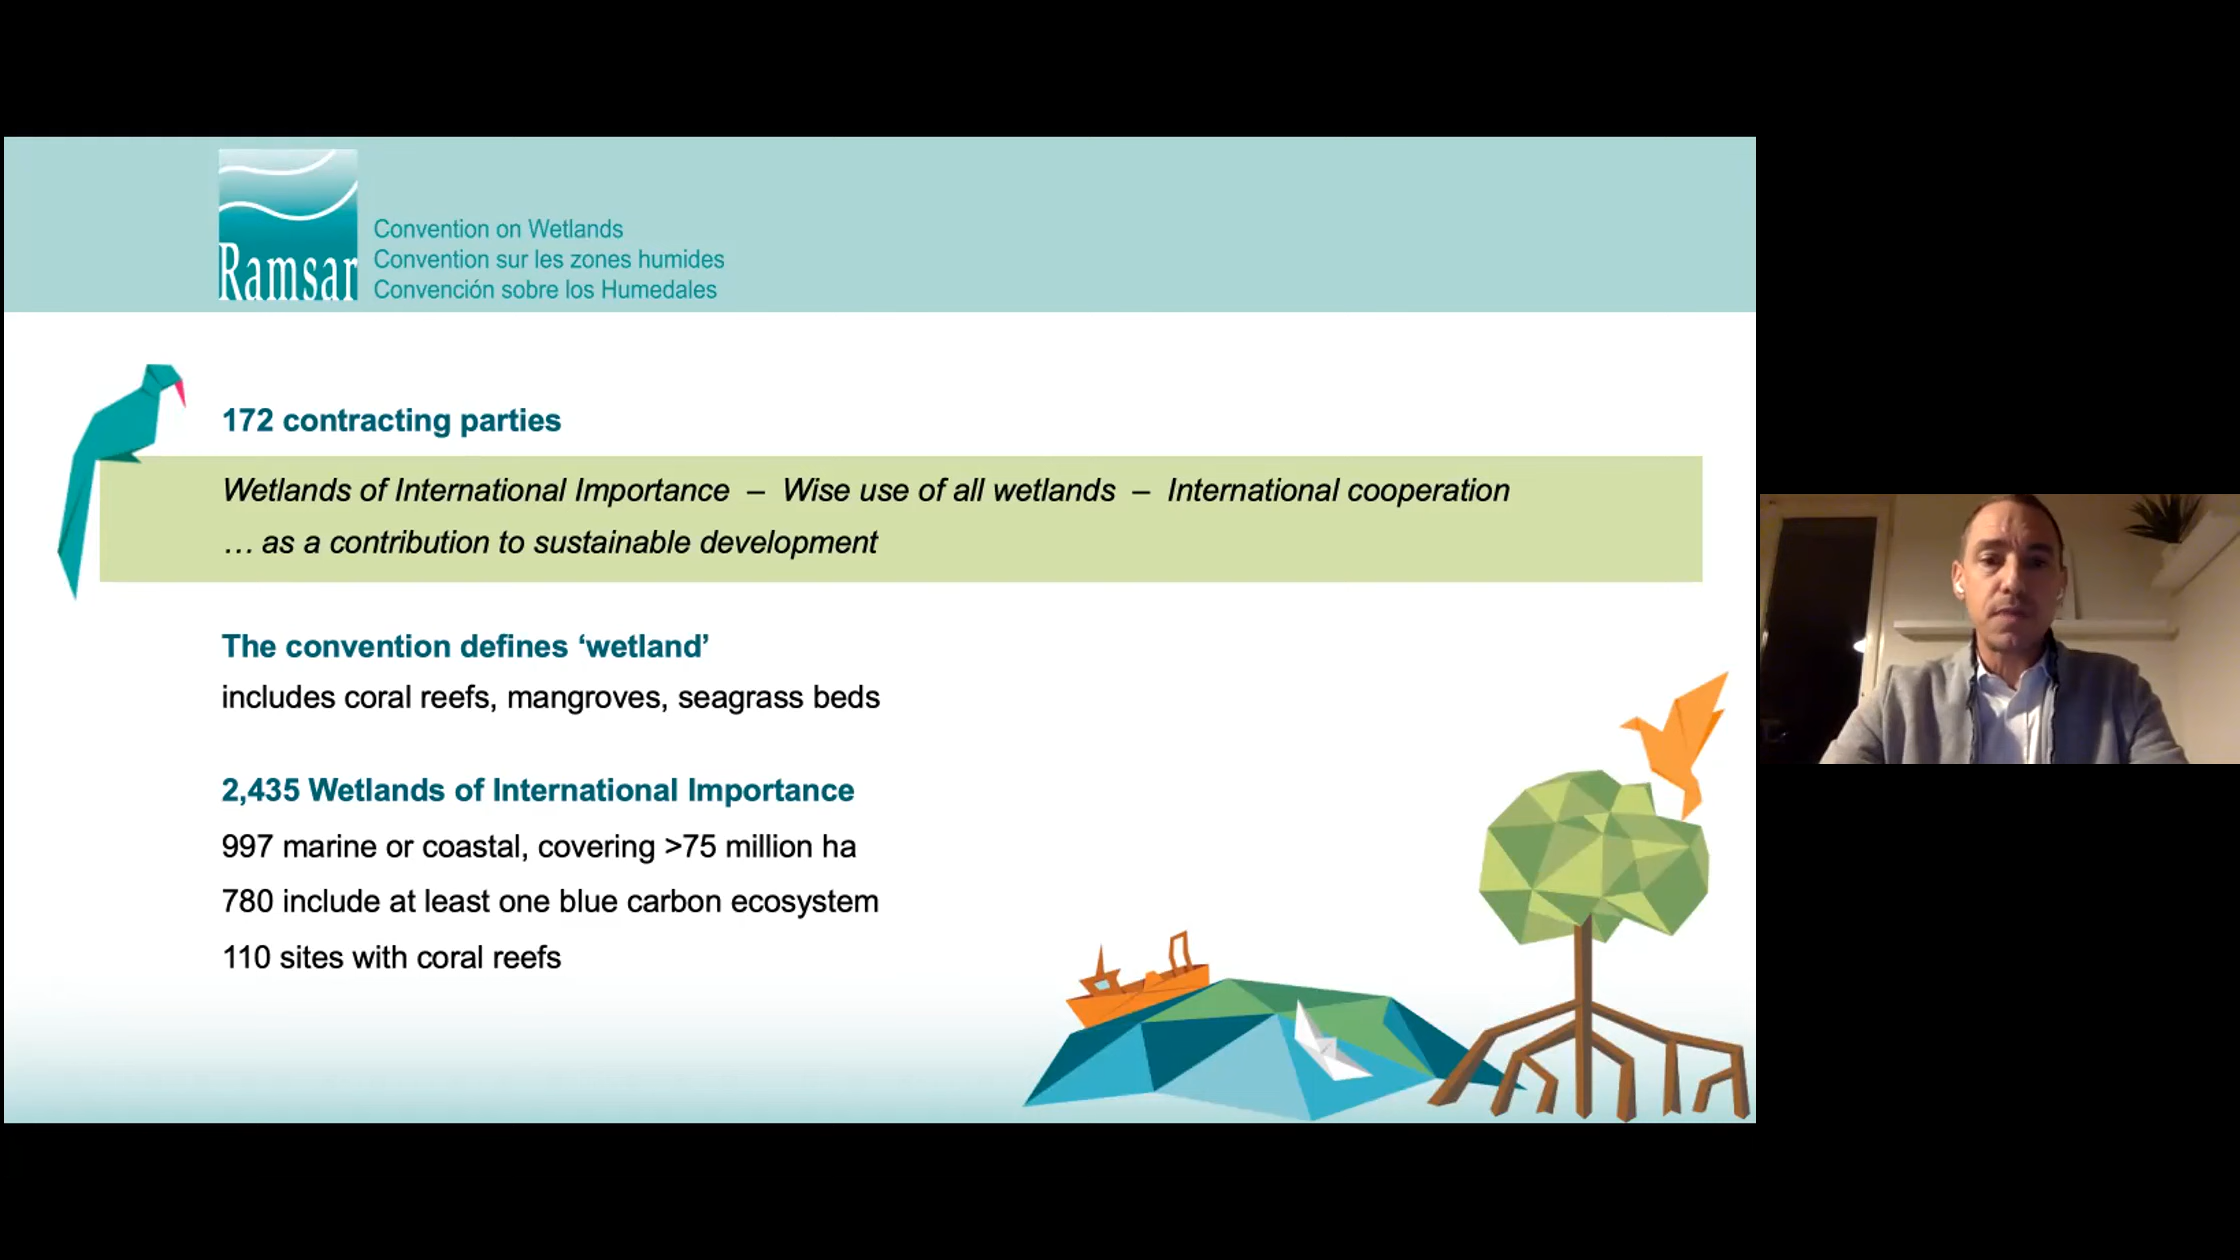 Ramsar
Convention on Wetlands
Convention sur les zones humides
Convención sobre los Humedales
172 contracting parties
Wetlands of International Importance – Wise use of all wetlands – International cooperation
… as a contribution to sustainable development
The convention defines ‘wetland’
includes coral reefs, mangroves, seagrass beds
2,435 Wetlands of International Importance
997 marine or coastal, covering >75 million ha
780 include at least one blue carbon ecosystem
110 sites with coral reefs